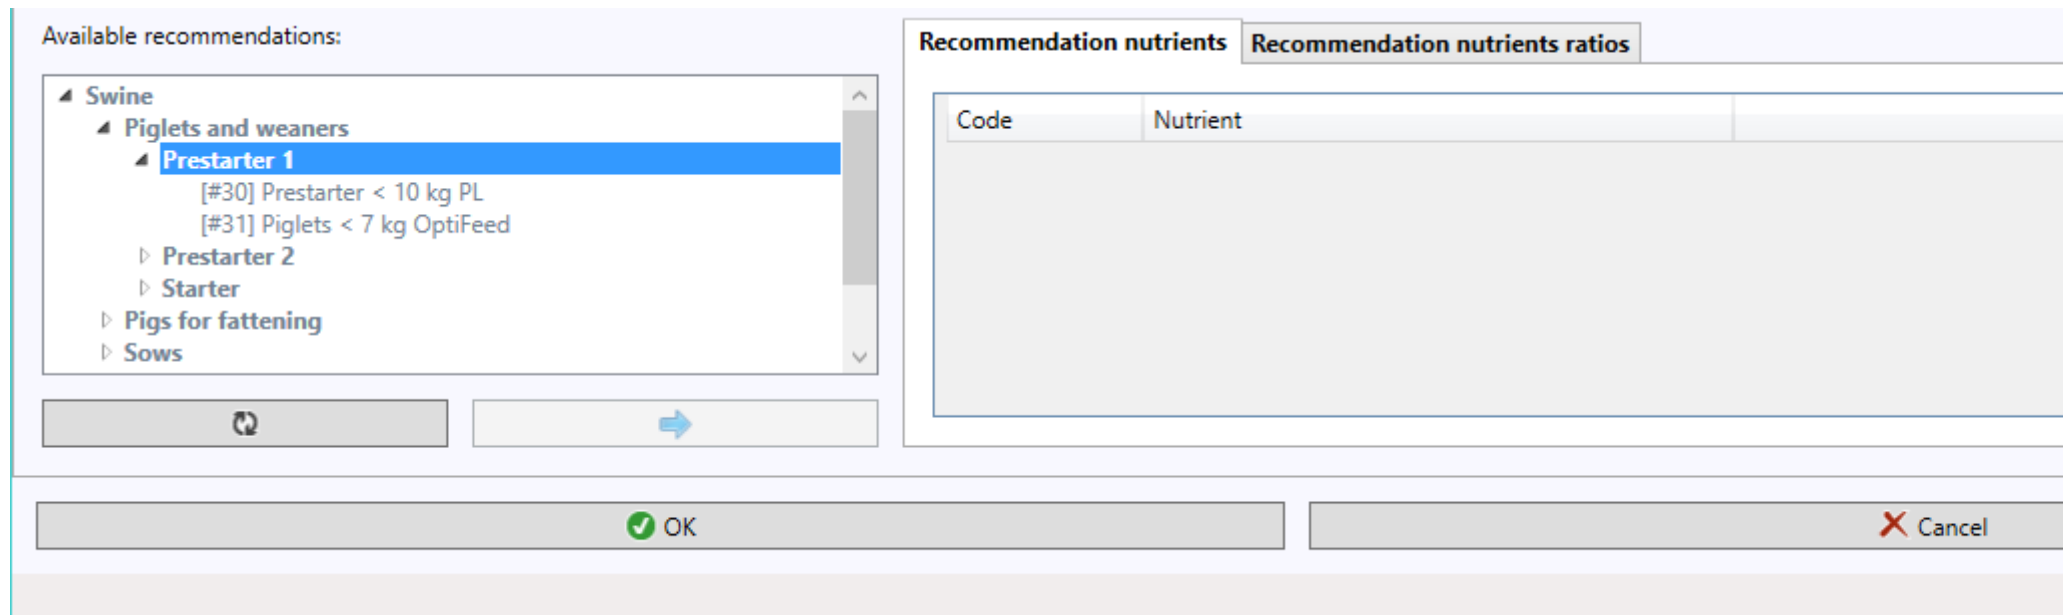 Available recommendations:
Swine
Piglets and weaners
Prestarter 1
[#30] Prestarter < 10 kg PL
[#31] Piglets < 7 kg OptiFeed
Prestarter 2
Starter
Pigs for fattening
Sows
Recommendation nutrients
Recommendation nutrients ratios
Code Nutrient
OK
Cancel